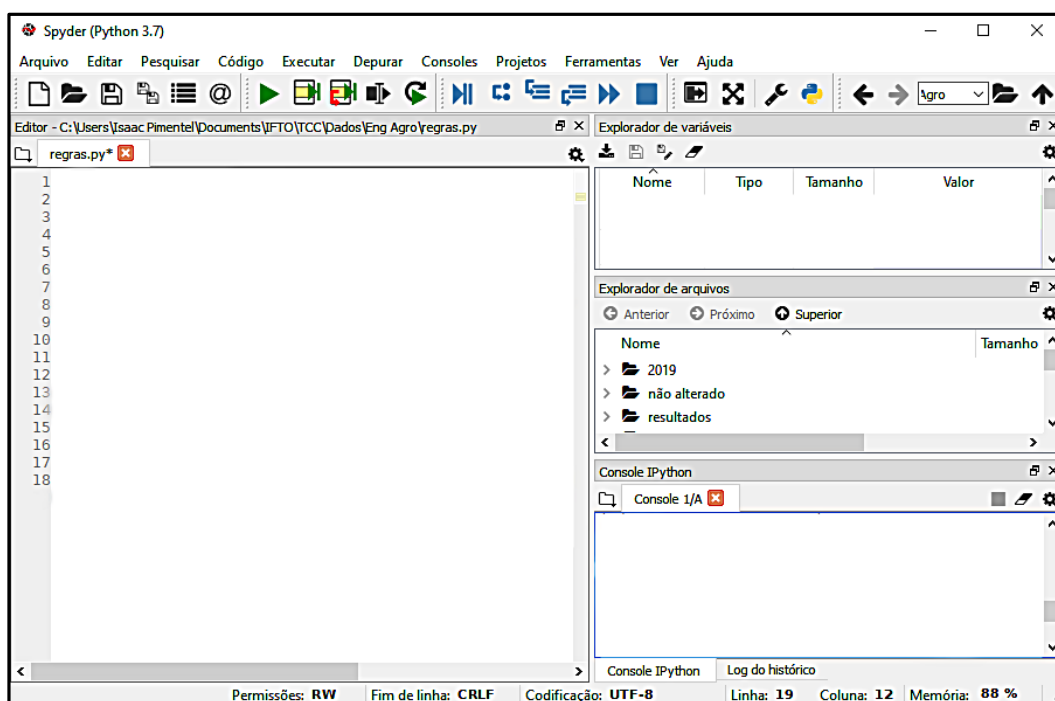 Spyder (Python 3.7)
Arquivo Editar Pesquisar Código Executar Depurar Consoles Projetos Ferramentas Ver Ajuda
Agro
Editor - C:\Users\Isaac Pimentel\Documents\IFTO\TCC\Dados\Eng Agro\regras.py
regras.py*
1
2
3
4
5
6
7
8
9
10
11
12
13
14
15
16
17
18
Explorador de variáveis
Nome Tipo Tamanho Valor
Explorador de arquivos
Anterior Próximo Superior
Nome Tamanho
2019
não alterado
resultados
Console IPython
Console 1/A
Console IPython Log do histórico
Permissões: RW Fim de linha: CRLF Codificação: UTF-8 Linha: 19 Coluna: 12 Memória: 88 %